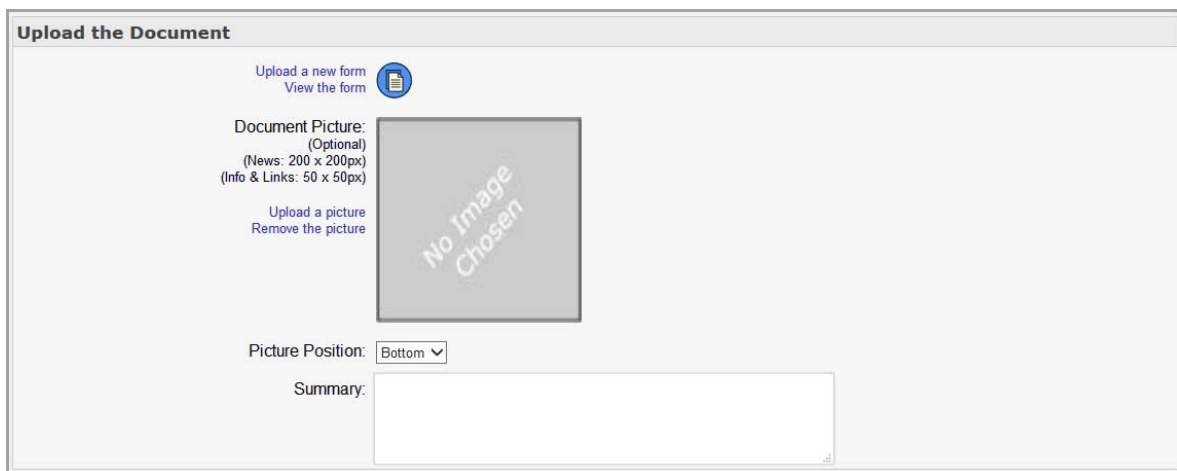 Upload the Document
Upload a new form
View the form
Document Picture:
(Optional)
(News: 200 x 200px)
(Info & Links: 50 x 50px)
Upload a picture
Remove the picture
No Image
Chosen
Picture Position: Bottom
Summary: